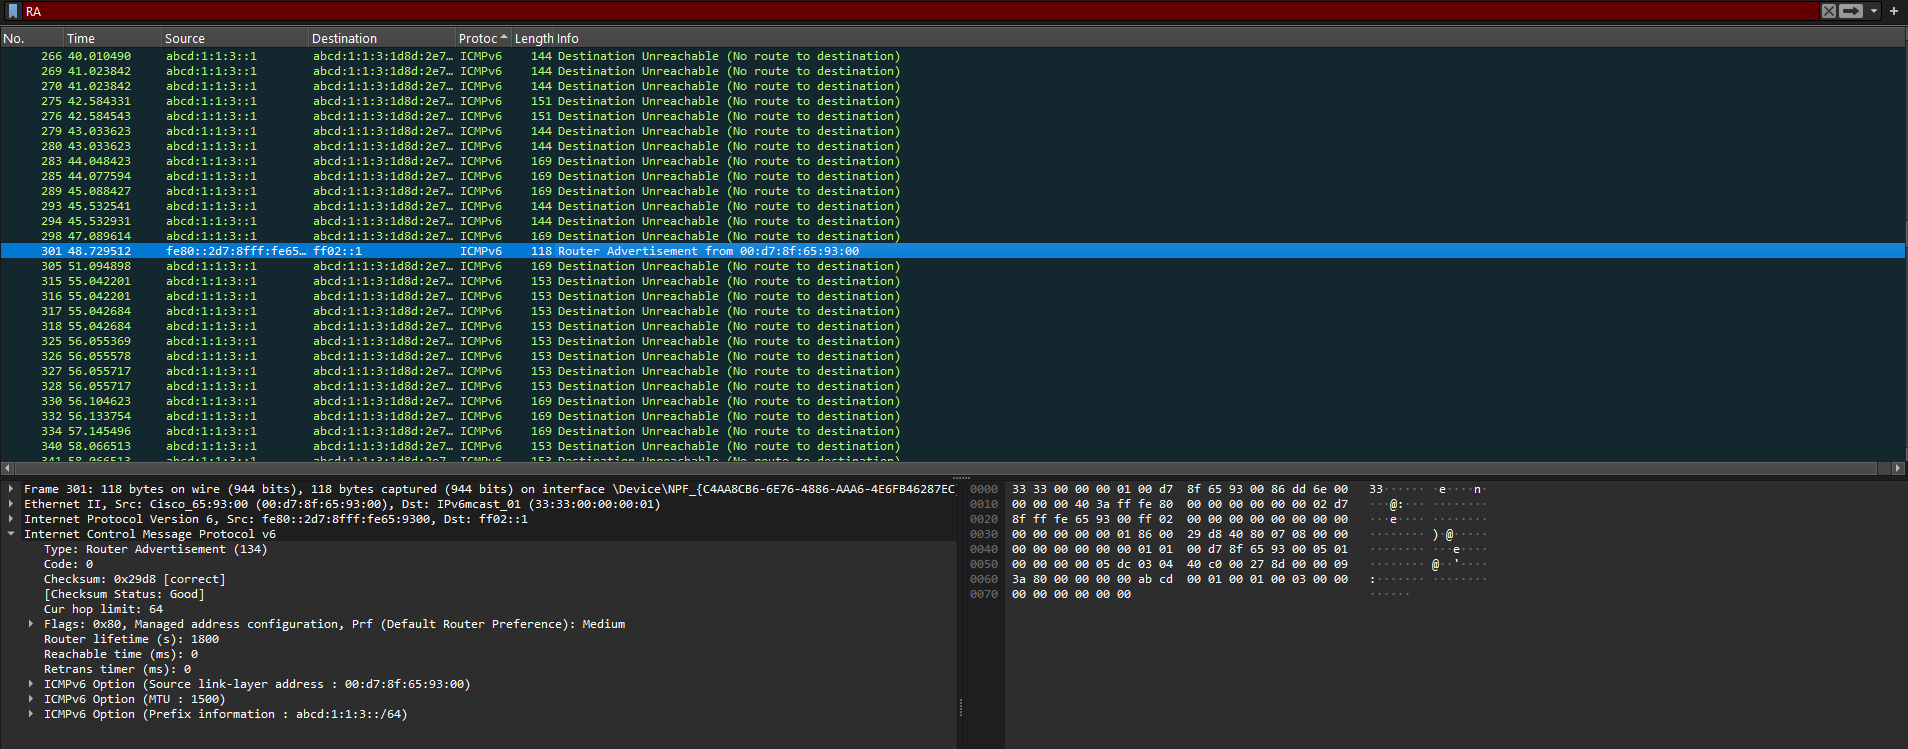 RA
No. Time Source Destination Protoc Length Info
266 40.010490 abcd:1:1:3::1 abcd:1:1:3:1d8d:2e7… ICMPv6 144 Destination Unreachable (No route to destination)
269 41.023842 abcd:1:1:3::1 abcd:1:1:3:1d8d:2e7… ICMPv6 144 Destination Unreachable (No route to destination)
270 41.023842 abcd:1:1:3::1 abcd:1:1:3:1d8d:2e7… ICMPv6 144 Destination Unreachable (No route to destination)
275 42.584331 abcd:1:1:3::1 abcd:1:1:3:1d8d:2e7… ICMPv6 151 Destination Unreachable (No route to destination)
276 42.584543 abcd:1:1:3::1 abcd:1:1:3:1d8d:2e7… ICMPv6 151 Destination Unreachable (No route to destination)
279 43.033623 abcd:1:1:3::1 abcd:1:1:3:1d8d:2e7… ICMPv6 144 Destination Unreachable (No route to destination)
280 43.033623 abcd:1:1:3::1 abcd:1:1:3:1d8d:2e7… ICMPv6 144 Destination Unreachable (No route to destination)
283 44.048423 abcd:1:1:3::1 abcd:1:1:3:1d8d:2e7… ICMPv6 169 Destination Unreachable (No route to destination)
285 44.077594 abcd:1:1:3::1 abcd:1:1:3:1d8d:2e7… ICMPv6 169 Destination Unreachable (No route to destination)
289 45.088427 abcd:1:1:3::1 abcd:1:1:3:1d8d:2e7… ICMPv6 169 Destination Unreachable (No route to destination)
293 45.532541 abcd:1:1:3::1 abcd:1:1:3:1d8d:2e7… ICMPv6 144 Destination Unreachable (No route to destination)
294 45.532931 abcd:1:1:3::1 abcd:1:1:3:1d8d:2e7… ICMPv6 144 Destination Unreachable (No route to destination)
298 47.089614 abcd:1:1:3::1 abcd:1:1:3:1d8d:2e7… ICMPv6 169 Destination Unreachable (No route to destination)
301 48.729512 fe80::2d7:8fff:fe65… ff02::1 ICMPv6 118 Router Advertisement from 00:d7:8f:65:93:00
305 51.094898 abcd:1:1:3::1 abcd:1:1:3:1d8d:2e7… ICMPv6 169 Destination Unreachable (No route to destination)
315 55.042201 abcd:1:1:3::1 abcd:1:1:3:1d8d:2e7… ICMPv6 153 Destination Unreachable (No route to destination)
316 55.042201 abcd:1:1:3::1 abcd:1:1:3:1d8d:2e7… ICMPv6 153 Destination Unreachable (No route to destination)
317 55.042684 abcd:1:1:3::1 abcd:1:1:3:1d8d:2e7… ICMPv6 153 Destination Unreachable (No route to destination)
318 55.042684 abcd:1:1:3::1 abcd:1:1:3:1d8d:2e7… ICMPv6 153 Destination Unreachable (No route to destination)
325 56.055369 abcd:1:1:3::1 abcd:1:1:3:1d8d:2e7… ICMPv6 153 Destination Unreachable (No route to destination)
326 56.055578 abcd:1:1:3::1 abcd:1:1:3:1d8d:2e7… ICMPv6 153 Destination Unreachable (No route to destination)
327 56.055717 abcd:1:1:3::1 abcd:1:1:3:1d8d:2e7… ICMPv6 153 Destination Unreachable (No route to destination)
328 56.055717 abcd:1:1:3::1 abcd:1:1:3:1d8d:2e7… ICMPv6 153 Destination Unreachable (No route to destination)
330 56.104623 abcd:1:1:3::1 abcd:1:1:3:1d8d:2e7… ICMPv6 169 Destination Unreachable (No route to destination)
332 56.133754 abcd:1:1:3::1 abcd:1:1:3:1d8d:2e7… ICMPv6 169 Destination Unreachable (No route to destination)
334 57.145496 abcd:1:1:3::1 abcd:1:1:3:1d8d:2e7… ICMPv6 169 Destination Unreachable (No route to destination)
340 58.066513 abcd:1:1:3::1 abcd:1:1:3:1d8d:2e7… ICMPv6 153 Destination Unreachable (No route to destination)
341 58.066513 abcd:1:1:3::1 abcd:1:1:3:1d8d:2e7… ICMPv6 153 Destination Unreachable (No route to destination)
Frame 301: 118 bytes on wire (944 bits), 118 bytes captured (944 bits) on interface \Device\NPF_{C4AA8CB6-6E76-4886-AAA6-4E6FB46287EC
Ethernet II, Src: Cisco_65:93:00 (00:d7:8f:65:93:00), Dst: IPv6mcast_01 (33:33:00:00:00:01)
Internet Protocol Version 6, Src: fe80::2d7:8fff:fe65:9300, Dst: ff02::1
Internet Control Message Protocol v6
Type: Router Advertisement (134)
Code: 0
Checksum: 0x29d8 [correct]
[Checksum Status: Good]
Cur hop limit: 64
Flags: 0x80, Managed address configuration, Prf (Default Router Preference): Medium
Router lifetime (s): 1800
Reachable time (ms): 0
Retrans timer (ms): 0
ICMPv6 Option (Source link-layer address : 00:d7:8f:65:93:00)
ICMPv6 Option (MTU : 1500)
ICMPv6 Option (Prefix information : abcd:1:1:3::/64)
0000 33 33 00 00 00 01 00 d7 8f 65 93 00 86 dd 6e 00 33······ ·e····n·
0010 00 00 00 40 3a ff fe 80 00 00 00 00 00 00 02 d7 ···@:··· ········
0020 8f ff fe 65 93 00 ff 02 00 00 00 00 00 00 00 00 ···e···· ········
0030 00 00 00 00 00 01 86 00 29 d8 40 80 07 08 00 00 ········ )·@·····
0040 00 00 00 00 00 00 01 01 00 d7 8f 65 93 00 05 01 ········ ···e····
0050 00 00 00 00 05 dc 03 04 40 c0 00 27 8d 00 00 09 ········ @··'····
0060 3a 80 00 00 00 00 ab cd 00 01 00 01 00 03 00 00 :······· ········
0070 00 00 00 00 00 00 ······